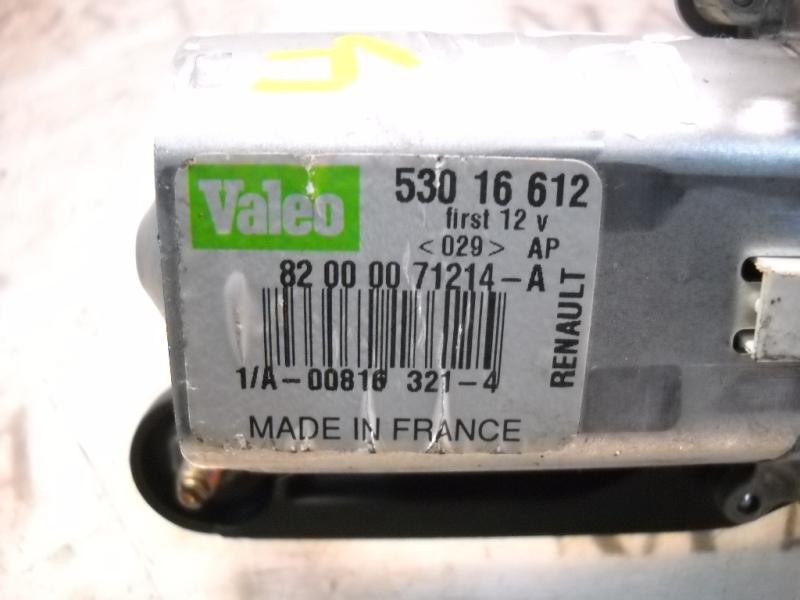 Valeo
530 16 612
first 12 v
<029> AP
82 00 00 71214-A
1/A-00816 321-4
RENAULT
MADE IN FRANCE